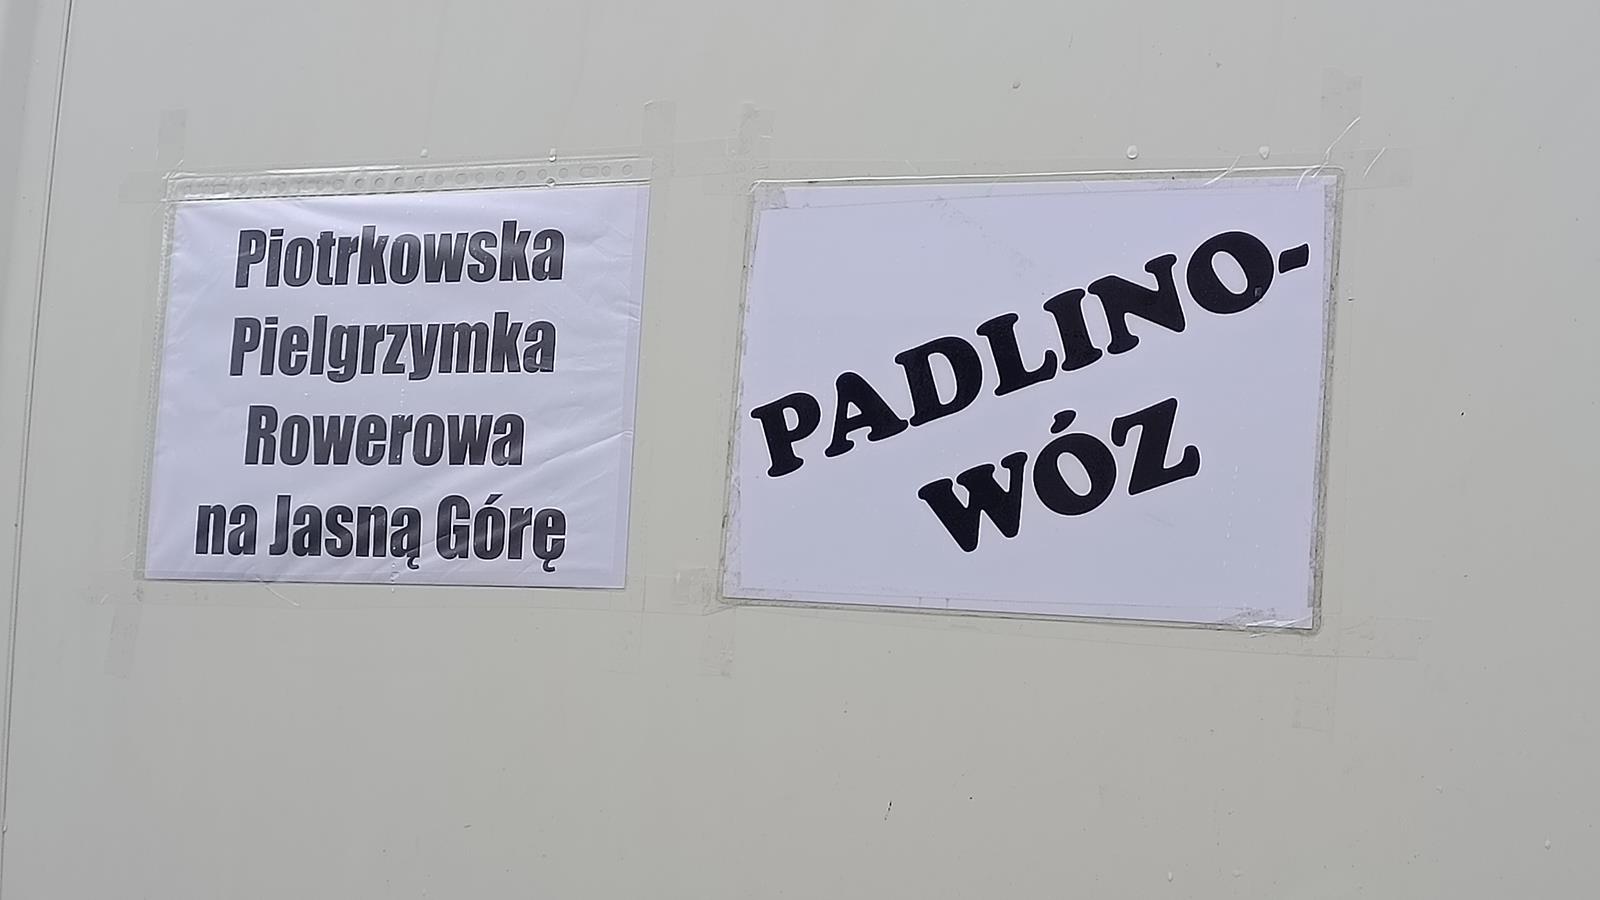 Piotrkowska
Pielgrzymka
Rowerowa
na Jasną Górę
PADLINO-
WÓZ